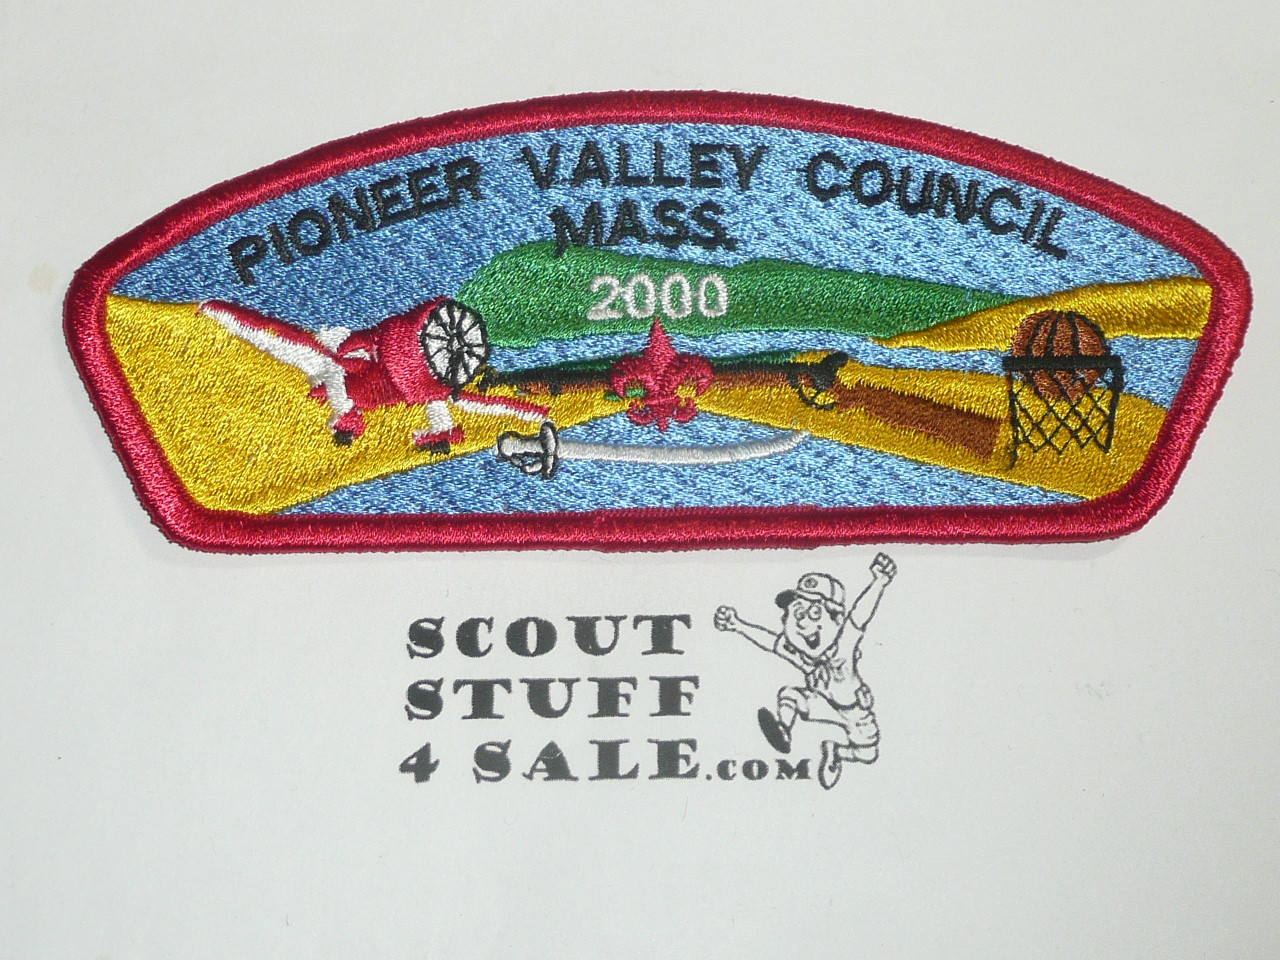 PIONEER VALLEY COUNCIL
MASS.
2000
SCOUT
STUFF
4 SALE.COM